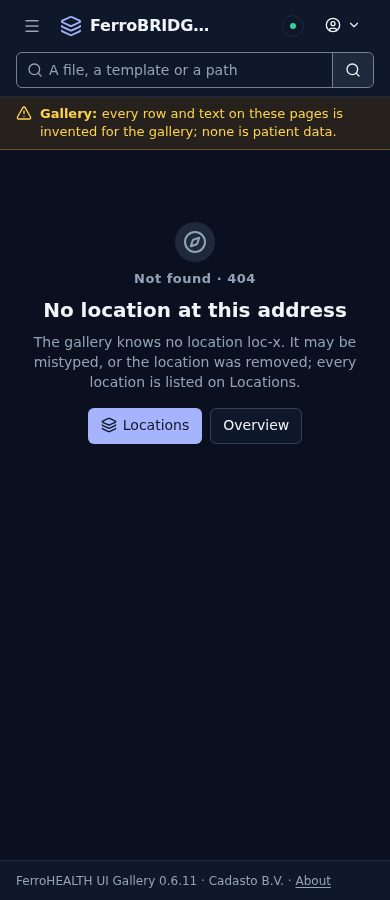 FerroBRIDG...
A file, a template or a path
Gallery: every row and text on these pages is
invented for the gallery; none is patient data.
Not found · 404
No location at this address
The gallery knows no location loc-x. It may be
mistyped, or the location was removed; every
location is listed on Locations.
Locations
Overview
FerroHEALTH UI Gallery 0.6.11 · Cadasto B.V. · About